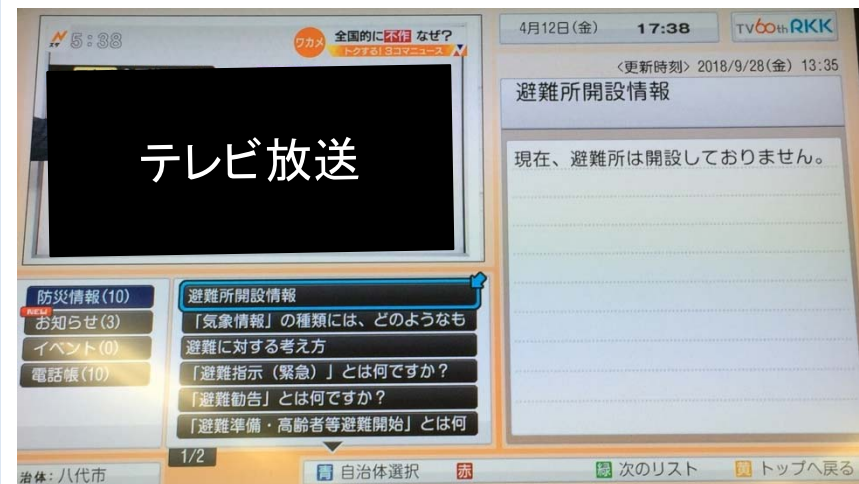 Nスタ 5:38
ワカメ 全国的に不作 なぜ?
トクする!3コマニュース
テレビ放送
4月12日(金) 17:38 TV60th RKK
<更新時刻> 2018/9/28(金) 13:35
避難所開設情報
現在、避難所は開設しておりません。
防災情報(10)
NEW
お知らせ(3)
イベント(0)
電話帳(10)
避難所開設情報
「気象情報」の種類には、どのようなも
避難に対する考え方
「避難指示(緊急)」とは何ですか?
「避難勧告」とは何ですか?
「避難準備・高齢者等避難開始」とは何
1/2
治体:八代市
青 自治体選択 赤 緑 次のリスト 黄 トップへ戻る